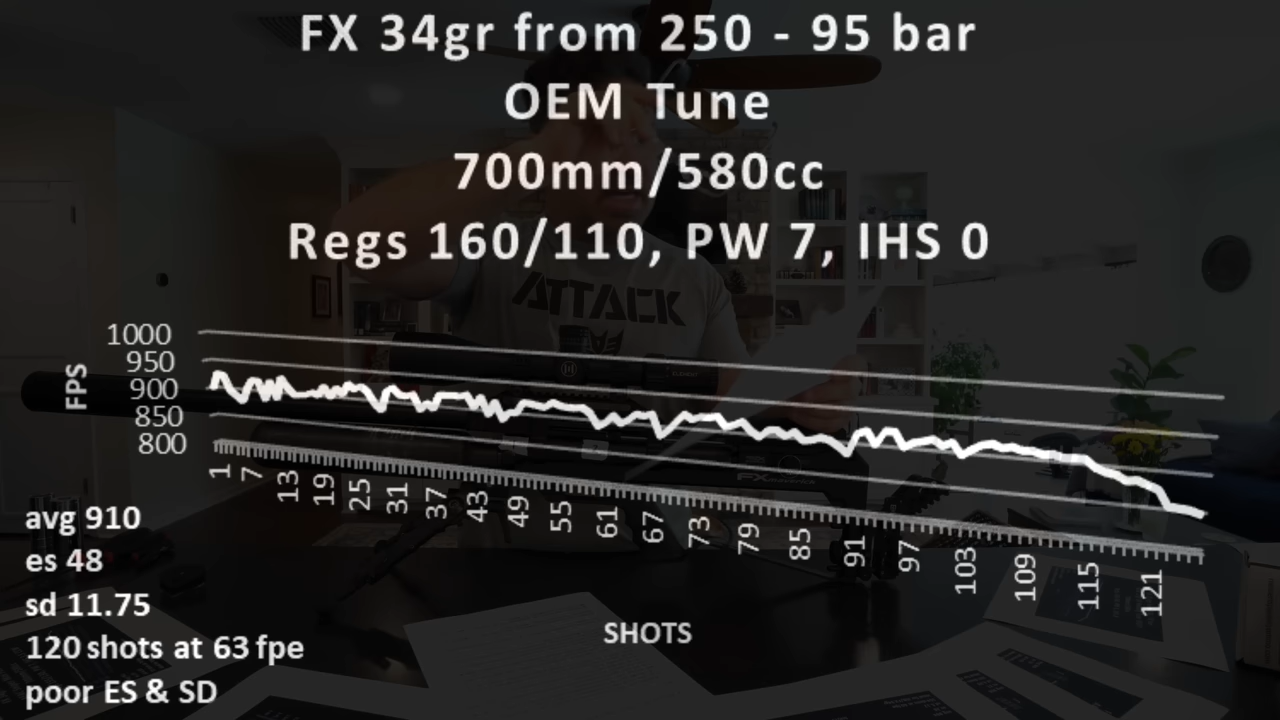 FX 34gr from 250 - 95 bar
OEM Tune
700mm/580cc
Regs 160/110, PW 7, IHS 0
ATTACK
1000
950
900
850
800
FPS
1 7 13 19 25 31 37 43 49 55 61 67 73 79 85 91 97 103 109 115 121
SHOTS
avg 910
es 48
sd 11.75
120 shots at 63 fpe
poor ES & SD